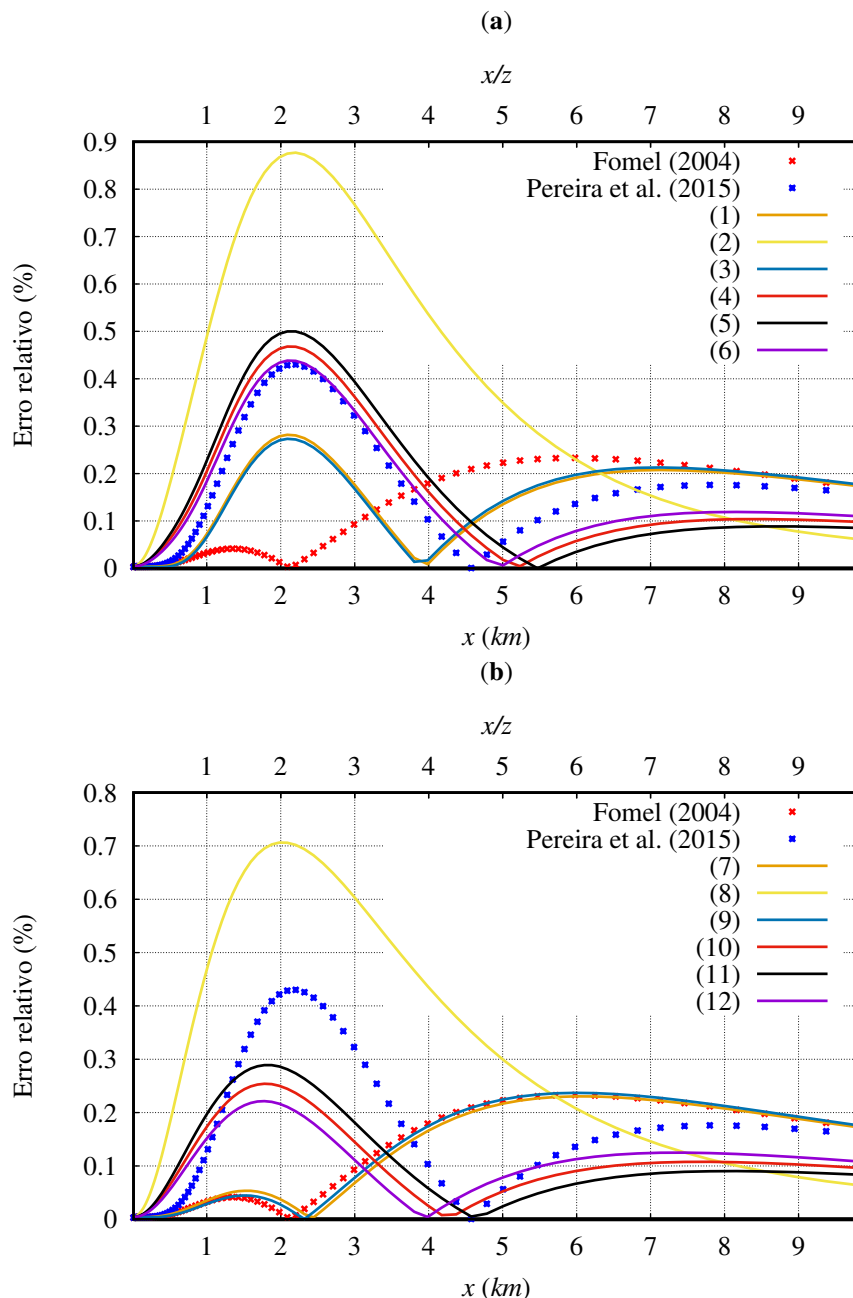 (a)
x/z
1 2 3 4 5 6 7 8 9
0.9
0.8
0.7
0.6
0.5
0.4
0.3
0.2
0.1
0
Erro relativo (%)
Fomel (2004)
Pereira et al. (2015)
(1)
(2)
(3)
(4)
(5)
(6)
1 2 3 4 5 6 7 8 9
x (km)
(b)
x/z
1 2 3 4 5 6 7 8 9
0.8
0.7
0.6
0.5
0.4
0.3
0.2
0.1
0
Erro relativo (%)
Fomel (2004)
Pereira et al. (2015)
(7)
(8)
(9)
(10)
(11)
(12)
1 2 3 4 5 6 7 8 9
x (km)